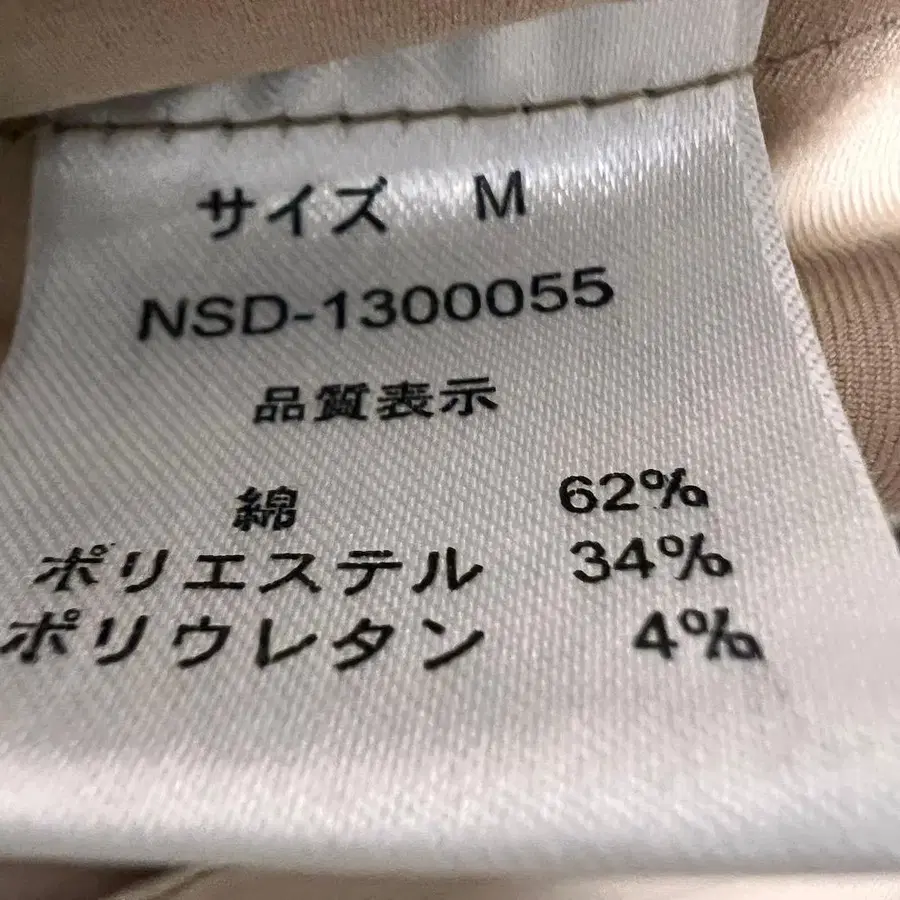 サイズ M
NSD-1300055
品質表示
綿 62%
ポリエステル 34%
ポリウレタン 4%